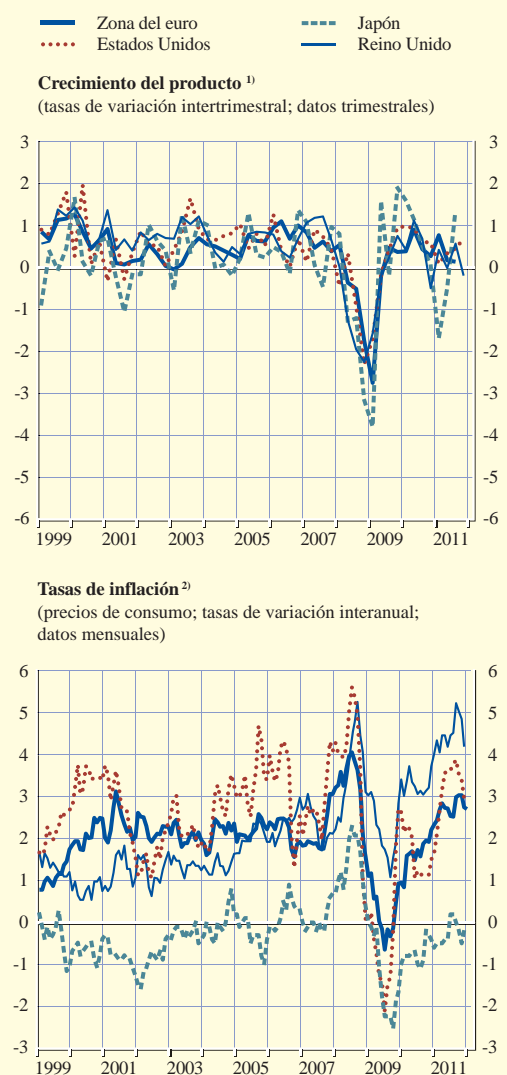 Zona del euro Japón
Estados Unidos Reino Unido
Crecimiento del producto 1)
(tasas de variación intertrimestral; datos trimestrales)
3 3
2 2
1 1
0 0
-1 -1
-2 -2
-3 -3
-4 -4
-5 -5
-6 -6
1999 2001 2003 2005 2007 2009 2011
Tasas de inflación 2)
(precios de consumo; tasas de variación interanual;
datos mensuales)
6 6
5 5
4 4
3 3
2 2
1 1
0 0
-1 -1
-2 -2
-3 -3
1999 2001 2003 2005 2007 2009 2011